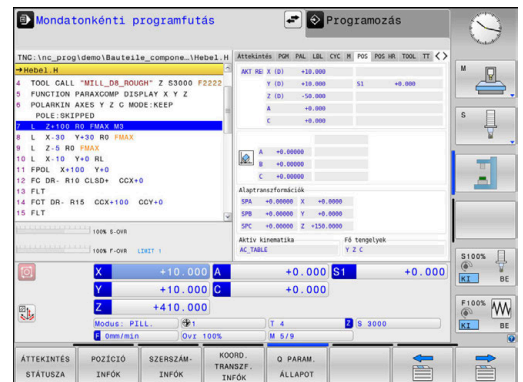 Mondatonkénti programfutás
Programozás
TNC:\nc_prog\demo\Bauteile_compone…\Hebel.H
→Hebel.H
4 TOOL CALL "MILL_D8_ROUGH" Z S3000 F2222
5 FUNCTION PARAXCOMP DISPLAY X Y Z
6 POLARKIN AXES Y Z C MODE:KEEP
POLE:SKIPPED
7 L Z+100 R0 FMAX M3
8 L X-30 Y+30 R0 FMAX
9 L Z-5 R0 FMAX
10 L X-10 Y+0 RL
11 FPOL X+100 Y+0
12 FC DR- R10 CLSD+ CCX+0
13 FLT
14 FCT DR- R15 CCX+100 CCY+0
15 FLT
100% S-OVR
100% F-OVR LIMIT 1
Áttekintés PGM PAL LBL CYC M POS POS HR TOOL TT
AKT REF X (D) +10.000
Y (D) +10.000 S1 +0.000
Z (D) -50.000
A +0.000
C +0.000
A +0.00000
B +0.00000
C +0.00000
Alaptranszformációk
SPA +0.00000 X +0.0000
SPB +0.00000 Y +0.0000
SPC +0.00000 Z +150.0000
Aktív kinematika Fő tengelyek
AC_TABLE Y Z C
X +10.000 A +0.000 S1 +0.000
Y +10.000 C +0.000
Z +410.000
Modus: PILL. 1 T 4 Z S 3000
F 0mm/min Ovr 100% M 5/9
M
S
S100%
KI BE
F100%
KI BE
ÁTTEKINTÉS STÁTUSZA
POZÍCIÓ INFÓK
SZERSZÁM-INFÓK
KOORD. TRANSZF. INFÓK
Q PARAM. ÁLLAPOT